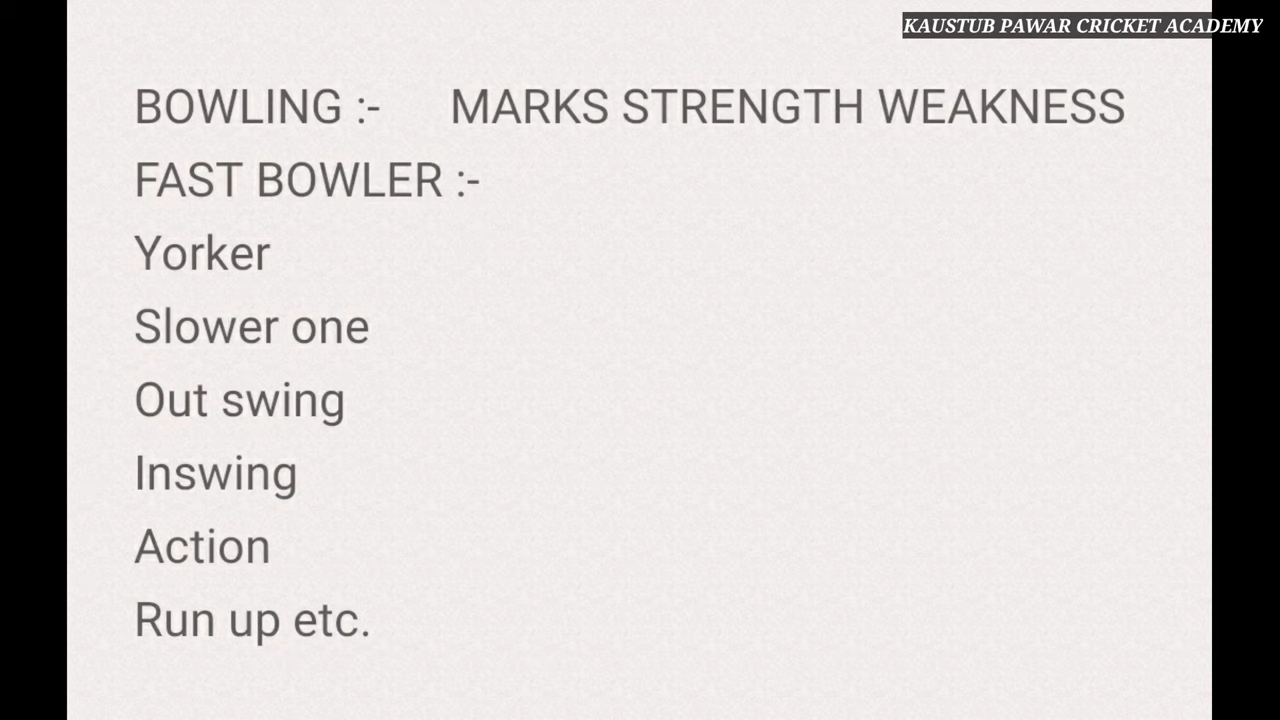 KAUSTUB PAWAR CRICKET ACADEMY
BOWLING :- MARKS STRENGTH WEAKNESS
FAST BOWLER :-
Yorker
Slower one
Out swing
Inswing
Action
Run up etc.